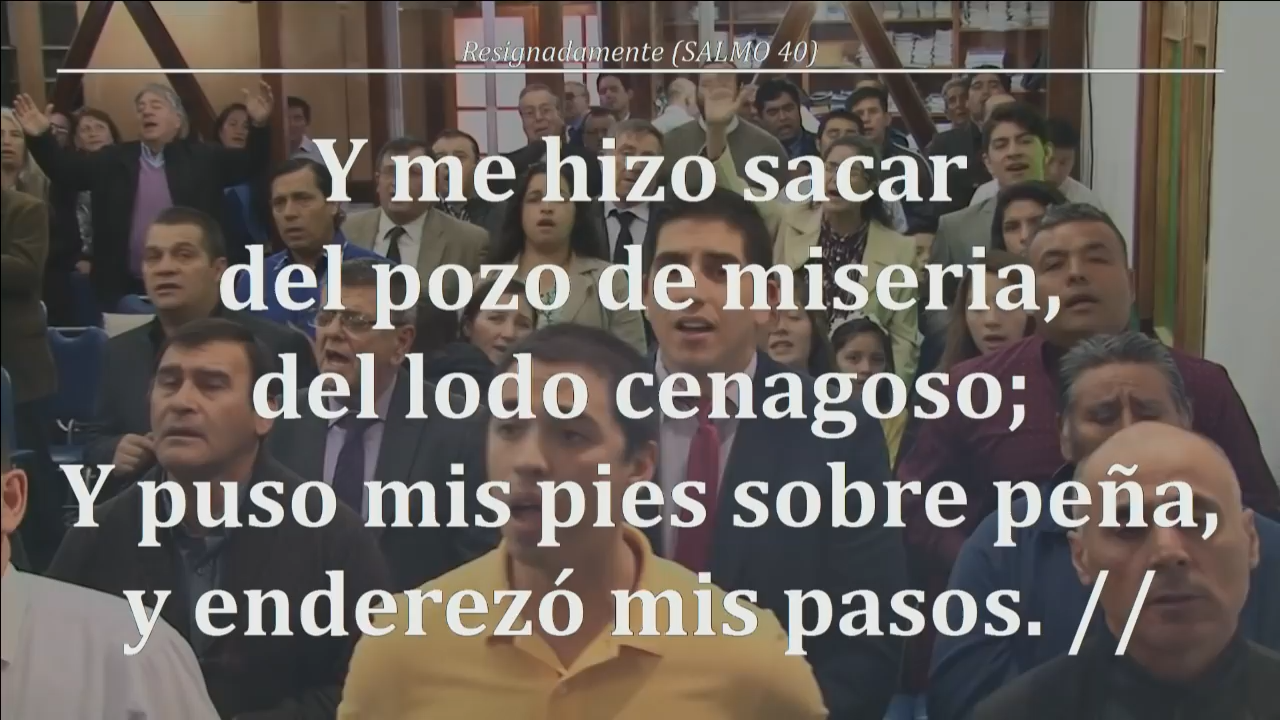 Resignadamente (SALMO 40)
Y me hizo sacar
del pozo de miseria,
del lodo cenagoso;
Y puso mis pies sobre peña,
y enderezó mis pasos. //